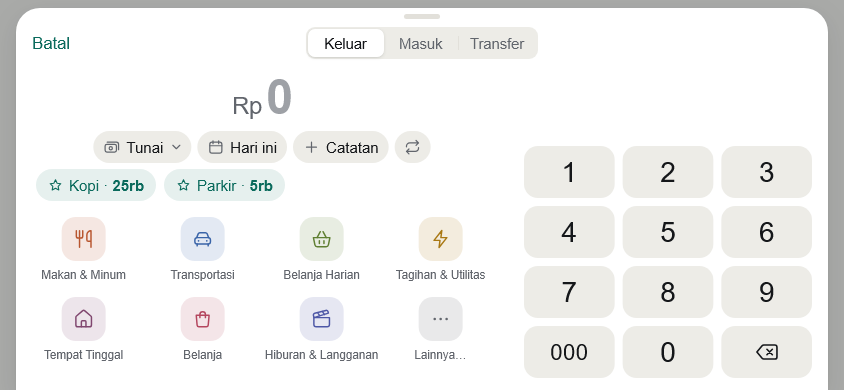 Batal
Keluar Masuk Transfer
Rp 0
Tunai Hari ini Catatan
Kopi · 25rb Parkir · 5rb
Makan & Minum Transportasi Belanja Harian Tagihan & Utilitas
Tempat Tinggal Belanja Hiburan & Langganan Lainnya...
1 2 3
4 5 6
7 8 9
000 0